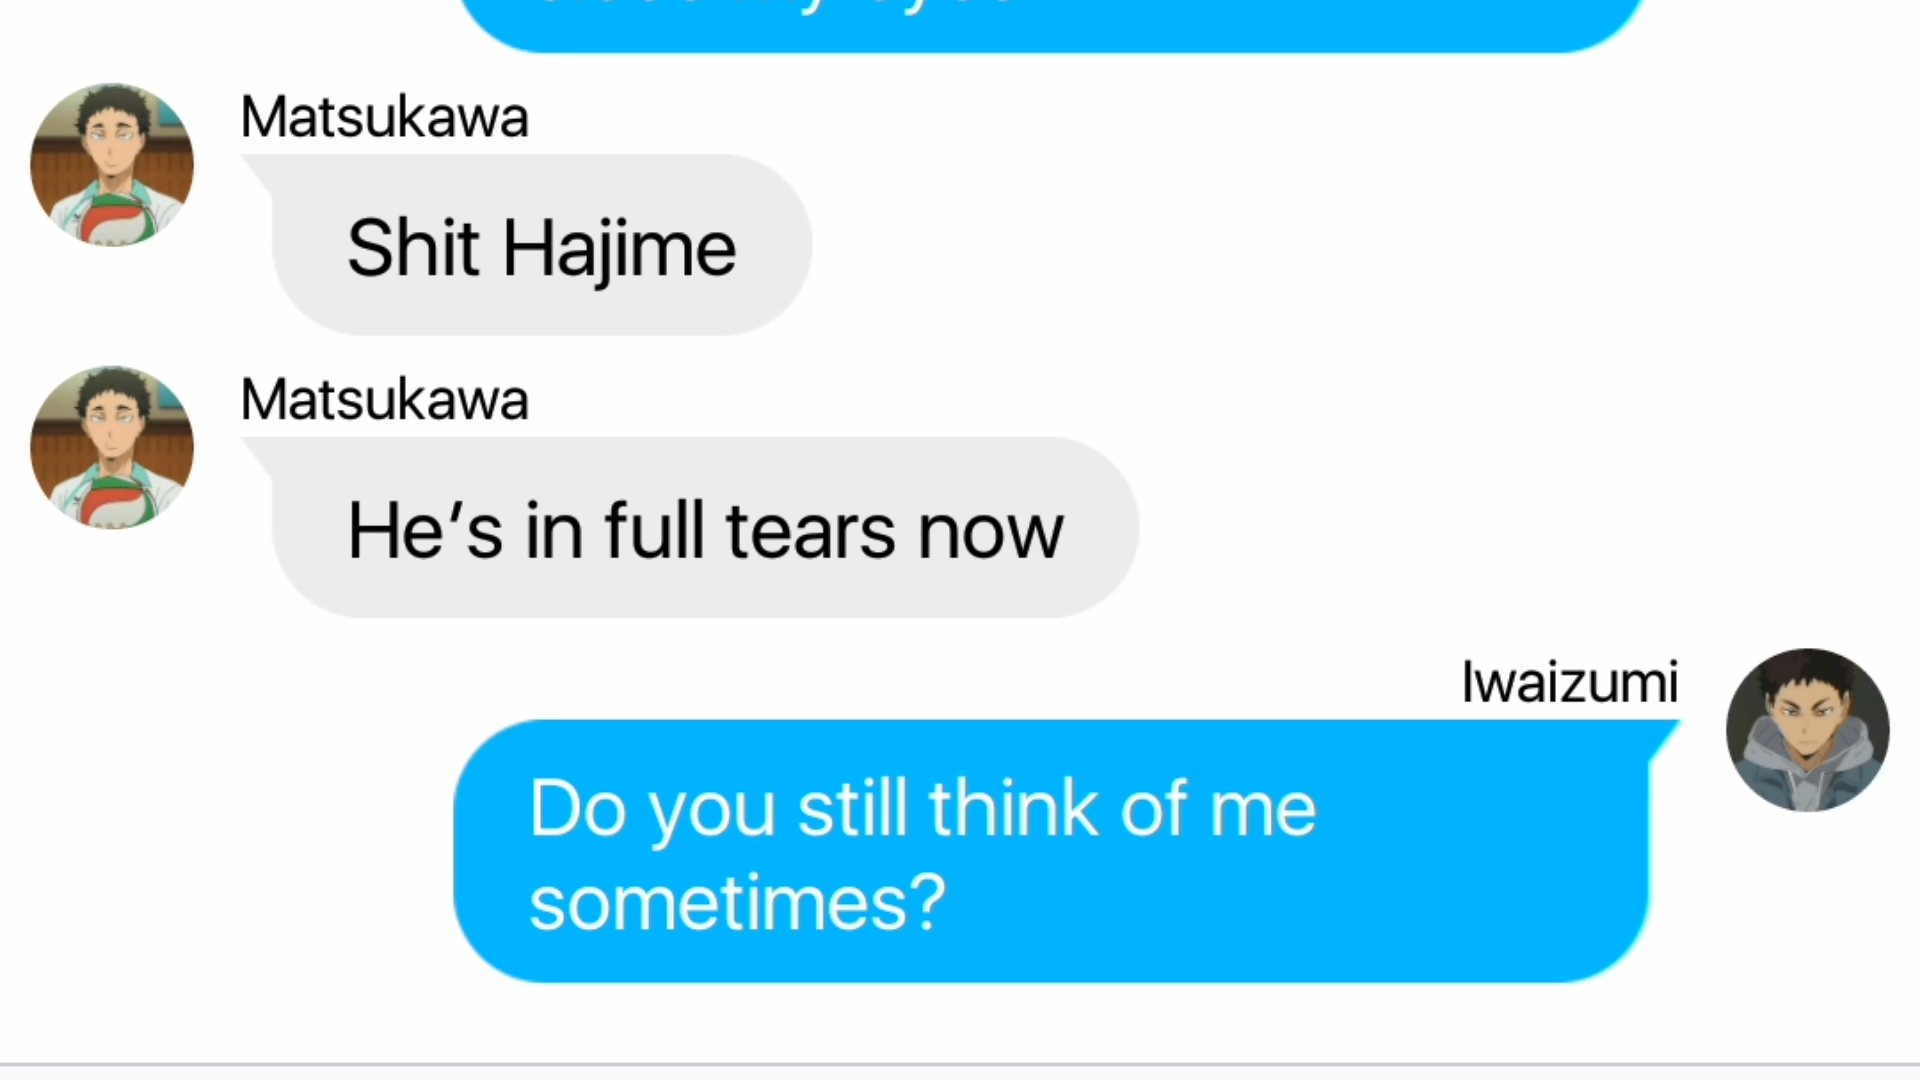 Matsukawa
Shit Hajime
Matsukawa
He's in full tears now
Iwaizumi
Do you still think of me
sometimes?